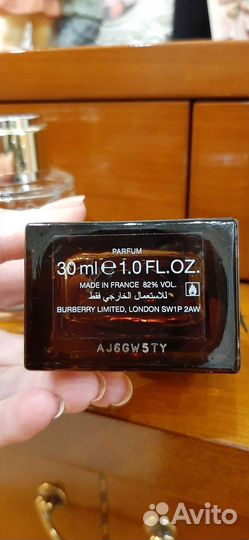 PARFUM
30 ml e 1.0 FL.OZ.
MADE IN FRANCE 82% VOL.
للاستعمال الخارجي فقط
BURBERRY LIMITED, LONDON SW1P 2AW
AJ6GW5TY
Avito